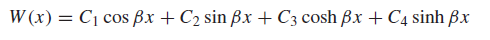 W(x) = C₁ cos βx + C₂ sin βx + C₃ cosh βx + C₄ sinh βx